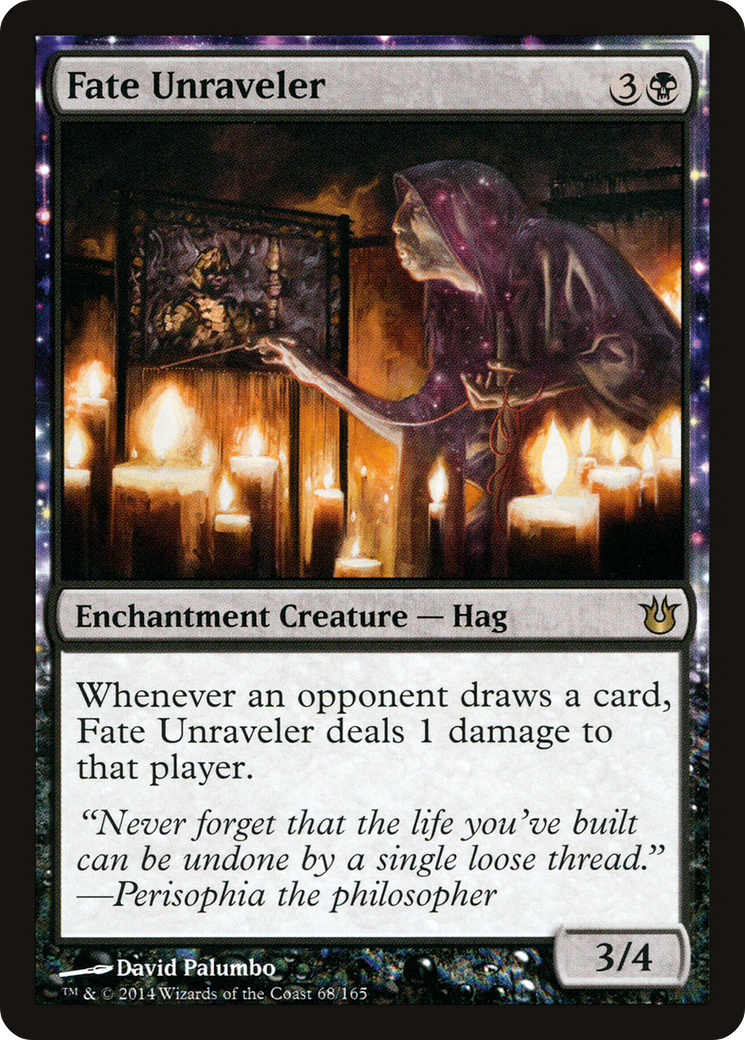 Fate Unraveler 3
Enchantment Creature — Hag
Whenever an opponent draws a card,
Fate Unraveler deals 1 damage to
that player.
“Never forget that the life you’ve built
can be undone by a single loose thread.”
—Perisophia the philosopher
3/4
David Palumbo
™ & © 2014 Wizards of the Coast 68/165